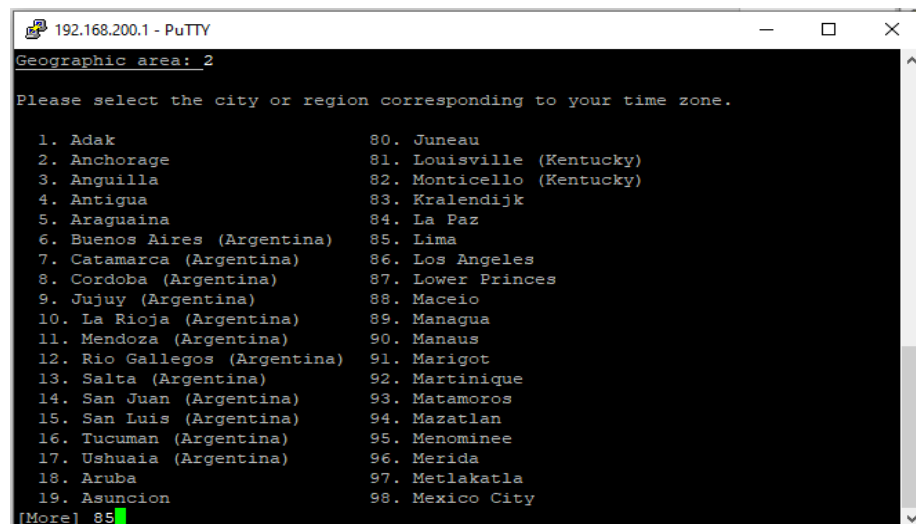 192.168.200.1 - PuTTY
Geographic area: 2
Please select the city or region corresponding to your time zone.
1. Adak 80. Juneau
2. Anchorage 81. Louisville (Kentucky)
3. Anguilla 82. Monticello (Kentucky)
4. Antigua 83. Kralendijk
5. Araguaina 84. La Paz
6. Buenos Aires (Argentina) 85. Lima
7. Catamarca (Argentina) 86. Los Angeles
8. Cordoba (Argentina) 87. Lower Princes
9. Jujuy (Argentina) 88. Maceio
10. La Rioja (Argentina) 89. Managua
11. Mendoza (Argentina) 90. Manaus
12. Rio Gallegos (Argentina) 91. Marigot
13. Salta (Argentina) 92. Martinique
14. San Juan (Argentina) 93. Matamoros
15. San Luis (Argentina) 94. Mazatlan
16. Tucuman (Argentina) 95. Menominee
17. Ushuaia (Argentina) 96. Merida
18. Aruba 97. Metlakatla
19. Asuncion 98. Mexico City
[More] 85